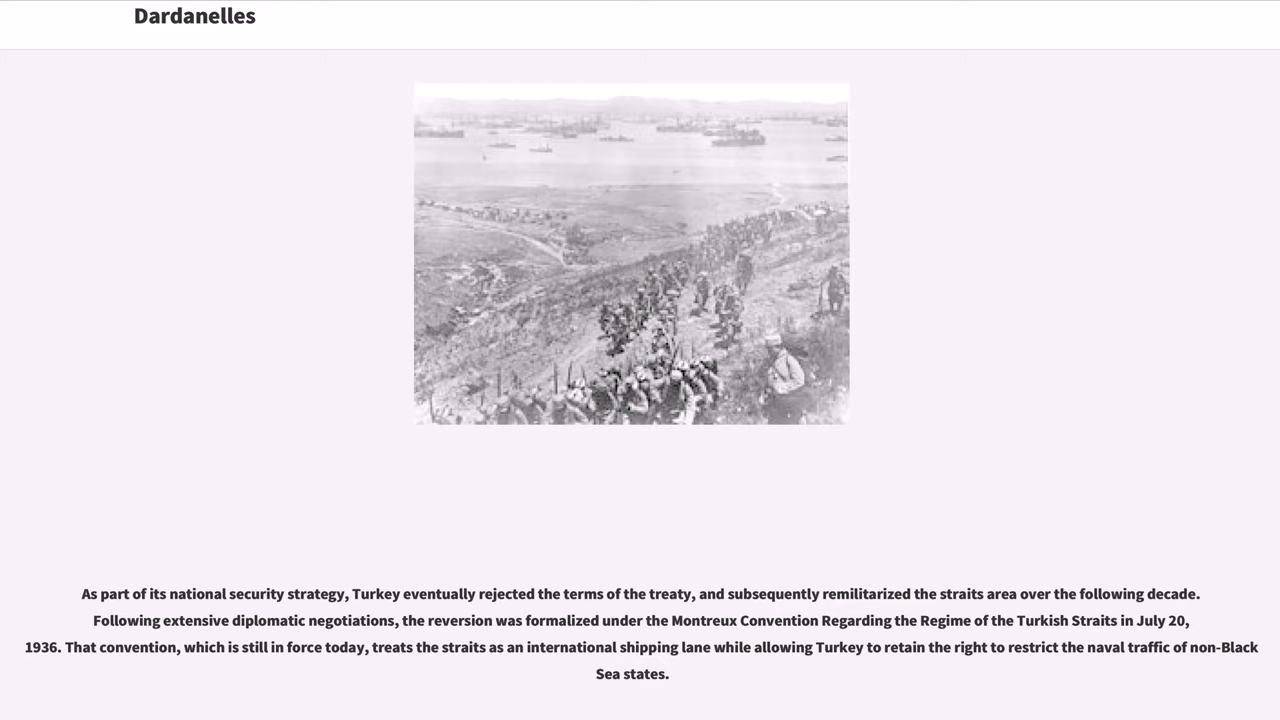 Dardanelles
As part of its national security strategy, Turkey eventually rejected the terms of the treaty, and subsequently remilitarized the straits area over the following decade.
Following extensive diplomatic negotiations, the reversion was formalized under the Montreux Convention Regarding the Regime of the Turkish Straits in July 20,
1936. That convention, which is still in force today, treats the straits as an international shipping lane while allowing Turkey to retain the right to restrict the naval traffic of non-Black
Sea states.